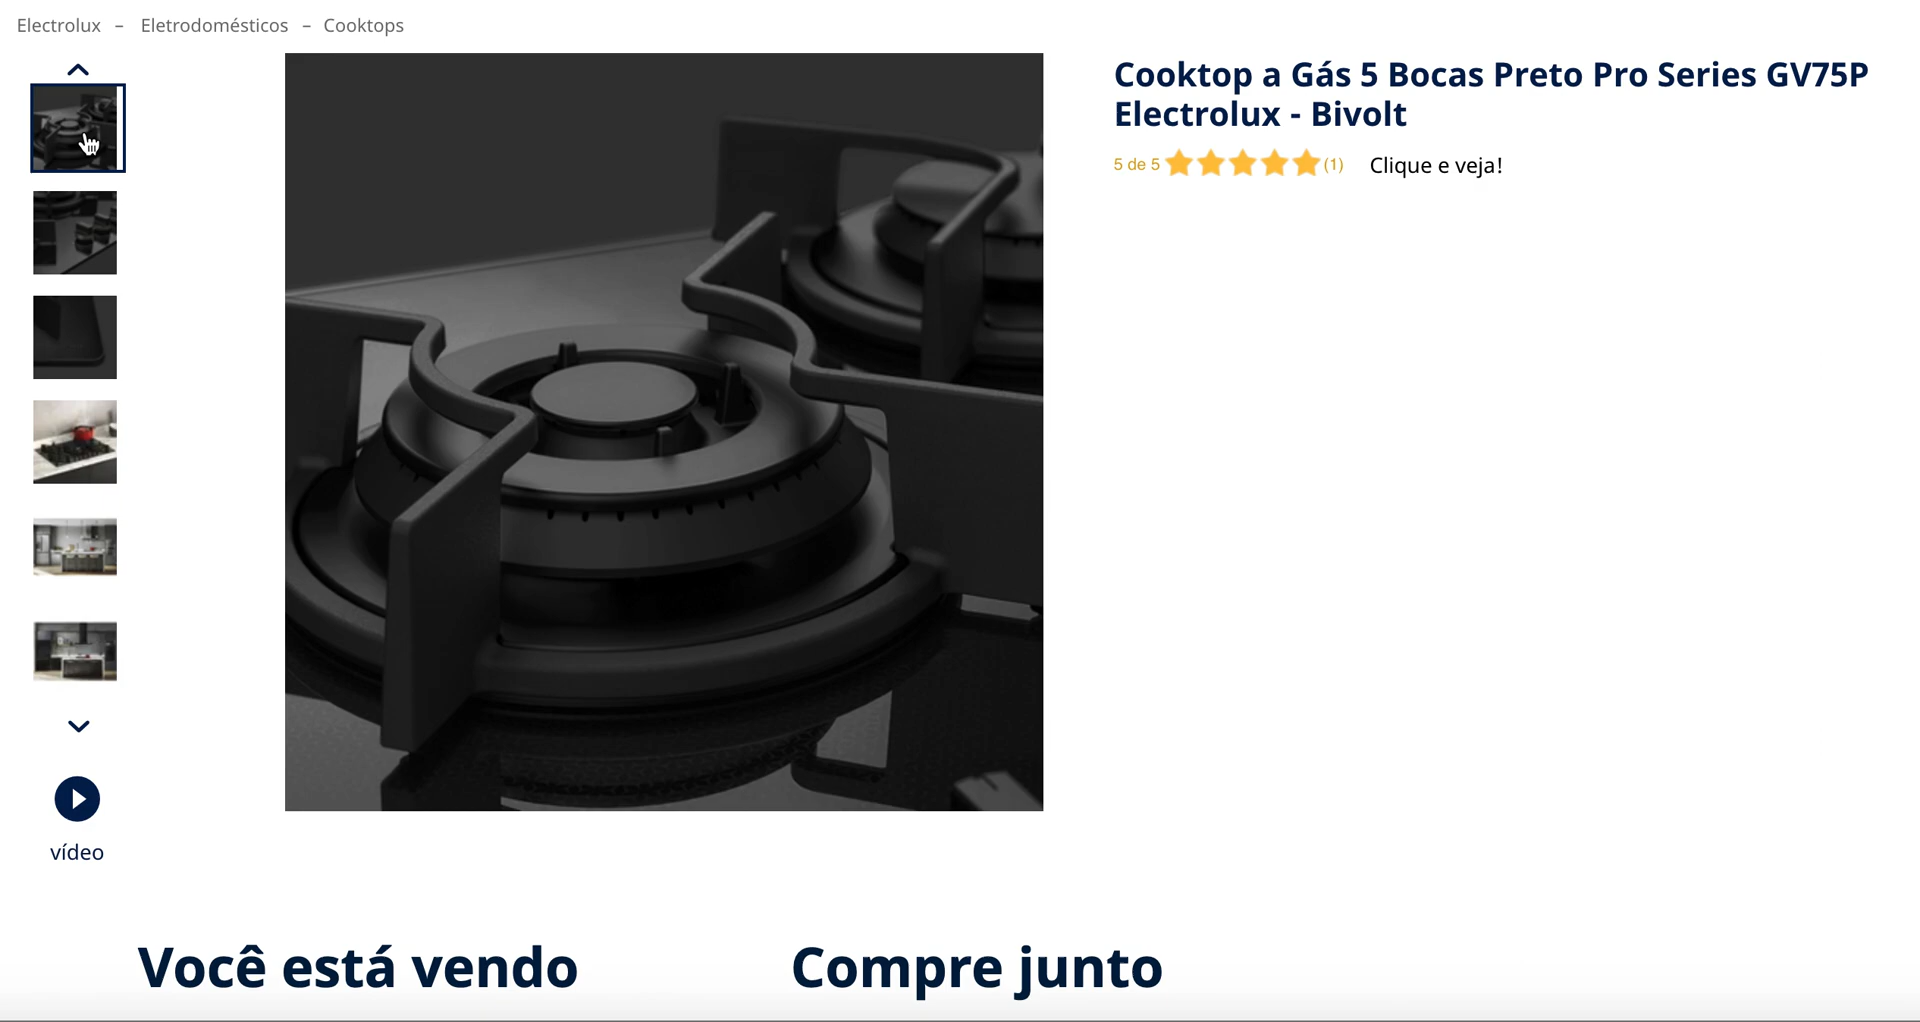 Electrolux – Eletrodomésticos – Cooktops
Cooktop a Gás 5 Bocas Preto Pro Series GV75P
Electrolux - Bivolt
5 de 5 (1) Clique e veja!
vídeo
Você está vendo
Compre junto